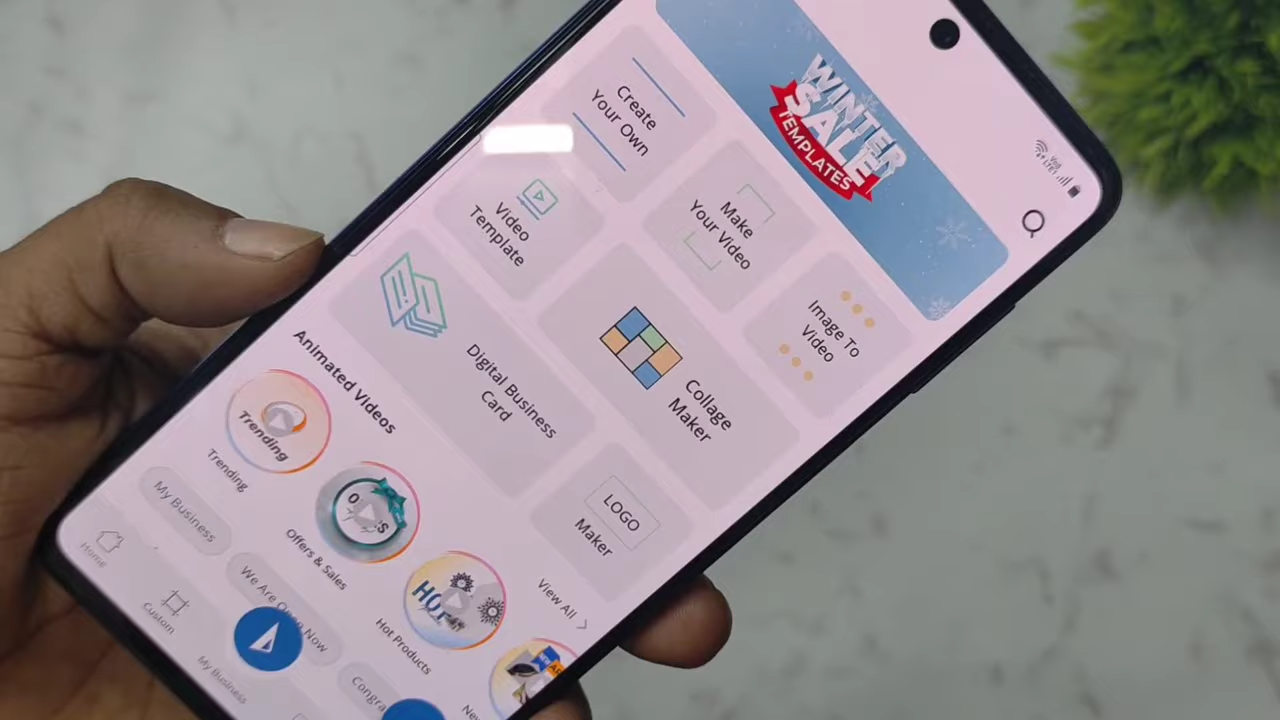 WINTER
SALE
TEMPLATES
Create
Your Own
Make
Your Video
Image To
Video
Video
Template
Digital Business
Card
Collage
Maker
LOGO
Maker
Animated Videos
View All
Trending
Trending
Offers & Sales
HOT
Hot Products
My Business
We Are Open Now
Home
Custom
My Business